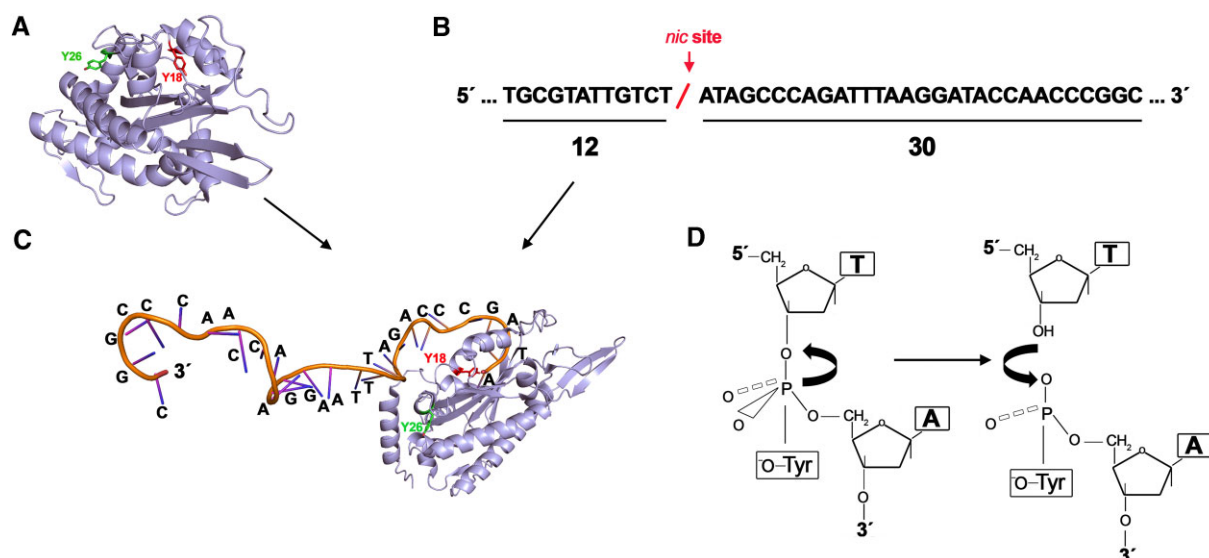 A
Y26
Y18
B
nic site
5´ ... TGCGTATTGTCT / ATAGCCCAGATTTAAGGATACCAACCCGGC ... 3´
12
30
C
G
G
C
C
C
A
A
C
C
A
A
G
G
A
A
T
T
T
A
G
A
C
C
C
G
A
T
A
3´
C
Y18
Y26
D
5´
CH2
O
T
O
O
P
O
O
CH2
O
A
-O-Tyr
O
3´
5´
CH2
O
T
OH
O
O
P
O
CH2
O
A
-O-Tyr
O
3´